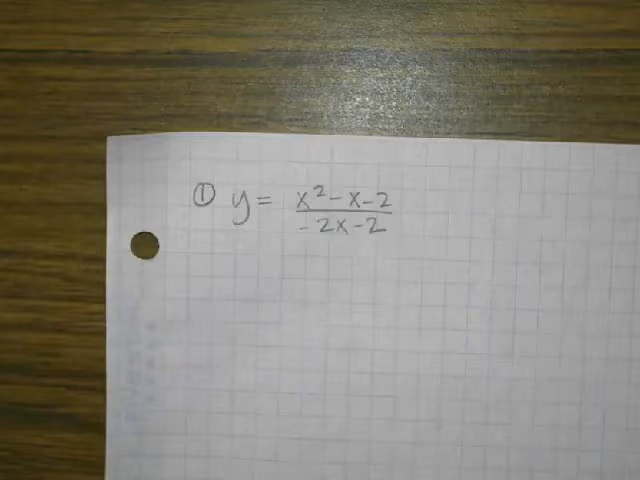 ① y = x² - x - 2 / -2x - 2